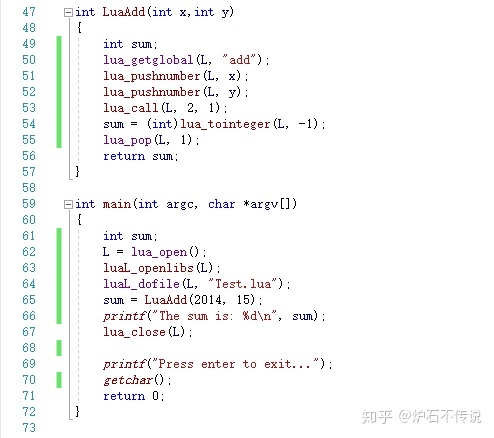 47 int LuaAdd(int x,int y)
48 {
49 int sum;
50 lua_getglobal(L, "add");
51 lua_pushnumber(L, x);
52 lua_pushnumber(L, y);
53 lua_call(L, 2, 1);
54 sum = (int)lua_tointeger(L, -1);
55 lua_pop(L, 1);
56 return sum;
57 }
58
59 int main(int argc, char *argv[])
60 {
61 int sum;
62 L = lua_open();
63 luaL_openlibs(L);
64 luaL_dofile(L, "Test.lua");
65 sum = LuaAdd(2014, 15);
66 printf("The sum is: %d\n", sum);
67 lua_close(L);
68
69 printf("Press enter to exit...");
70 getchar();
71 return 0;
72 }
73
知乎 @炉石不传说